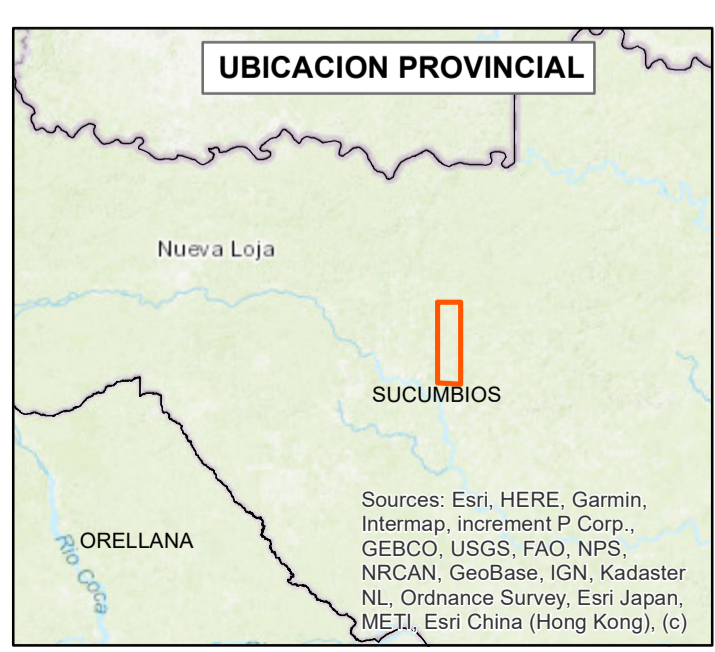 UBICACION PROVINCIAL
Nueva Loja
SUCUMBIOS
ORELLANA
Rio Coca
Sources: Esri, HERE, Garmin,
Intermap, increment P Corp.,
GEBCO, USGS, FAO, NPS,
NRCAN, GeoBase, IGN, Kadaster
NL, Ordnance Survey, Esri Japan,
METI, Esri China (Hong Kong), (c)